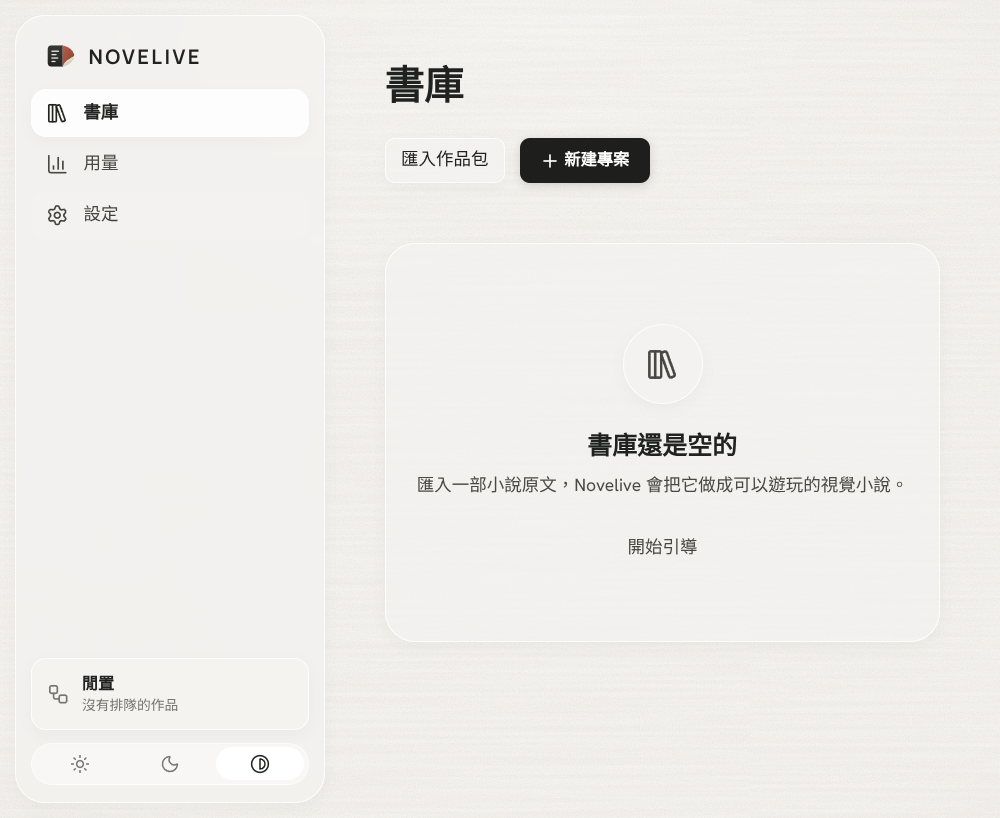 NOVELIVE
書庫
用量
設定
閒置
沒有排隊的作品
書庫
匯入作品包
新建專案
書庫還是空的
匯入一部小說原文，Novelive 會把它做成可以遊玩的視覺小說。
開始引導